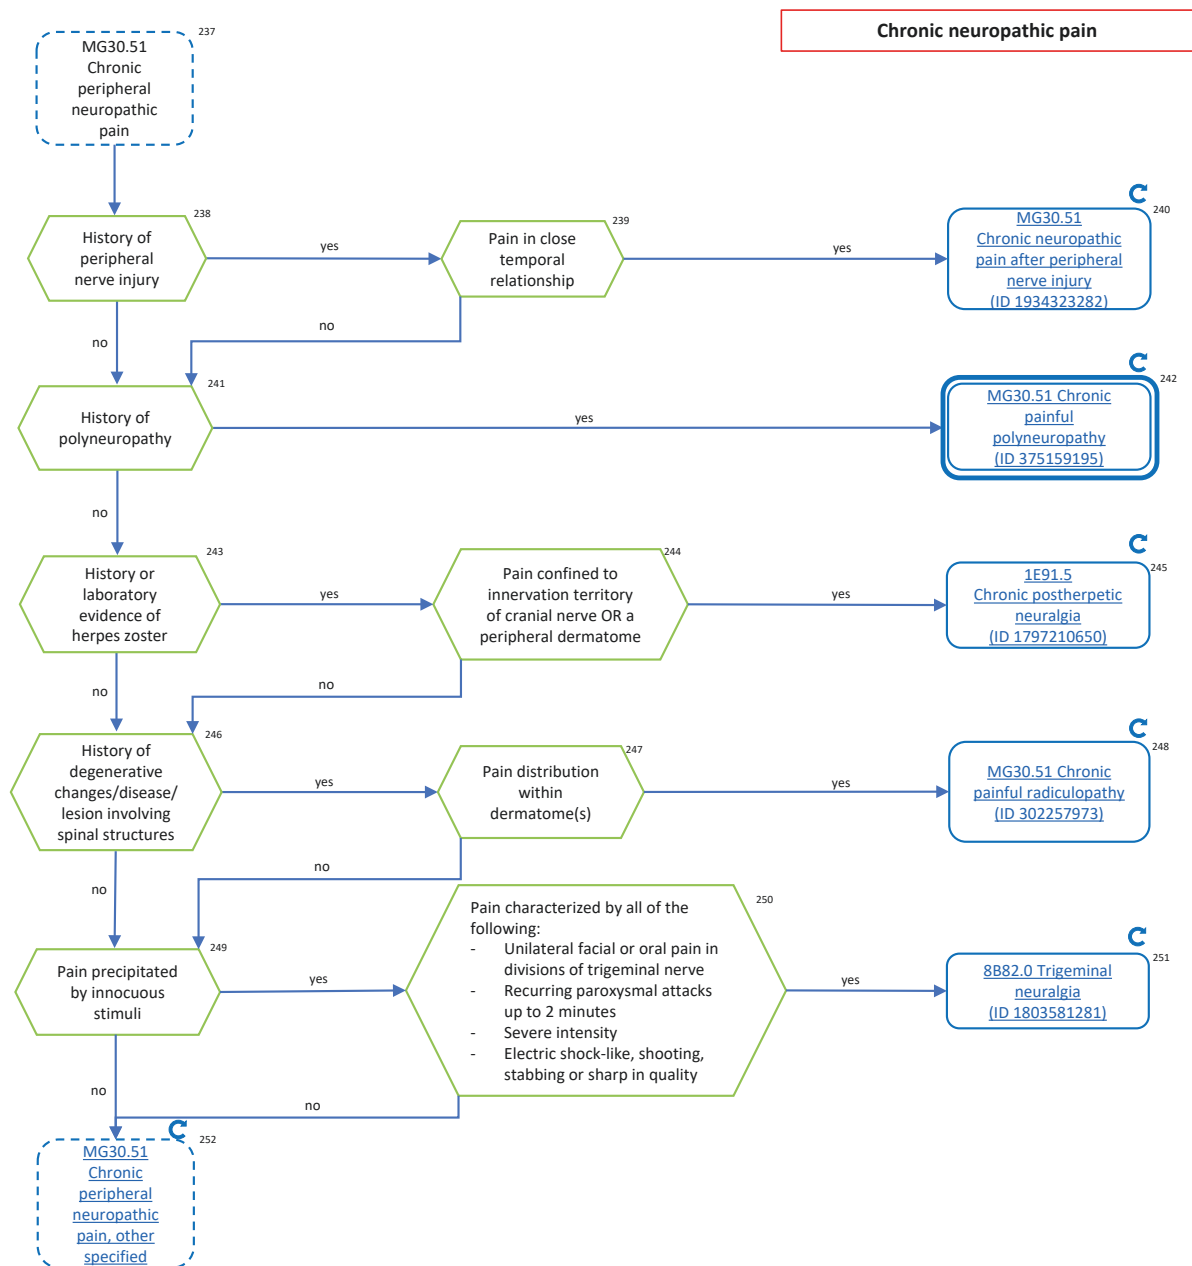 Chronic neuropathic pain
237
MG30.51
Chronic
peripheral
neuropathic
pain
238
History of
peripheral
nerve injury
yes
239
Pain in close
temporal
relationship
yes
240
MG30.51
Chronic neuropathic
pain after peripheral
nerve injury
(ID 1934323282)
no
no
241
History of
polyneuropathy
yes
242
MG30.51 Chronic
painful
polyneuropathy
(ID 375159195)
no
243
History or
laboratory
evidence of
herpes zoster
yes
244
Pain confined to
innervation territory
of cranial nerve OR a
peripheral dermatome
yes
245
1E91.5
Chronic postherpetic
neuralgia
(ID 1797210650)
no
no
246
History of
degenerative
changes/disease/
lesion involving
spinal structures
yes
247
Pain distribution
within
dermatome(s)
yes
248
MG30.51 Chronic
painful radiculopathy
(ID 302257973)
no
no
249
Pain precipitated
by innocuous
stimuli
yes
250
Pain characterized by all of the
following:
- Unilateral facial or oral pain in
divisions of trigeminal nerve
- Recurring paroxysmal attacks
up to 2 minutes
- Severe intensity
- Electric shock-like, shooting,
stabbing or sharp in quality
yes
251
8B82.0 Trigeminal
neuralgia
(ID 1803581281)
no
no
252
MG30.51
Chronic
peripheral
neuropathic
pain, other
specified